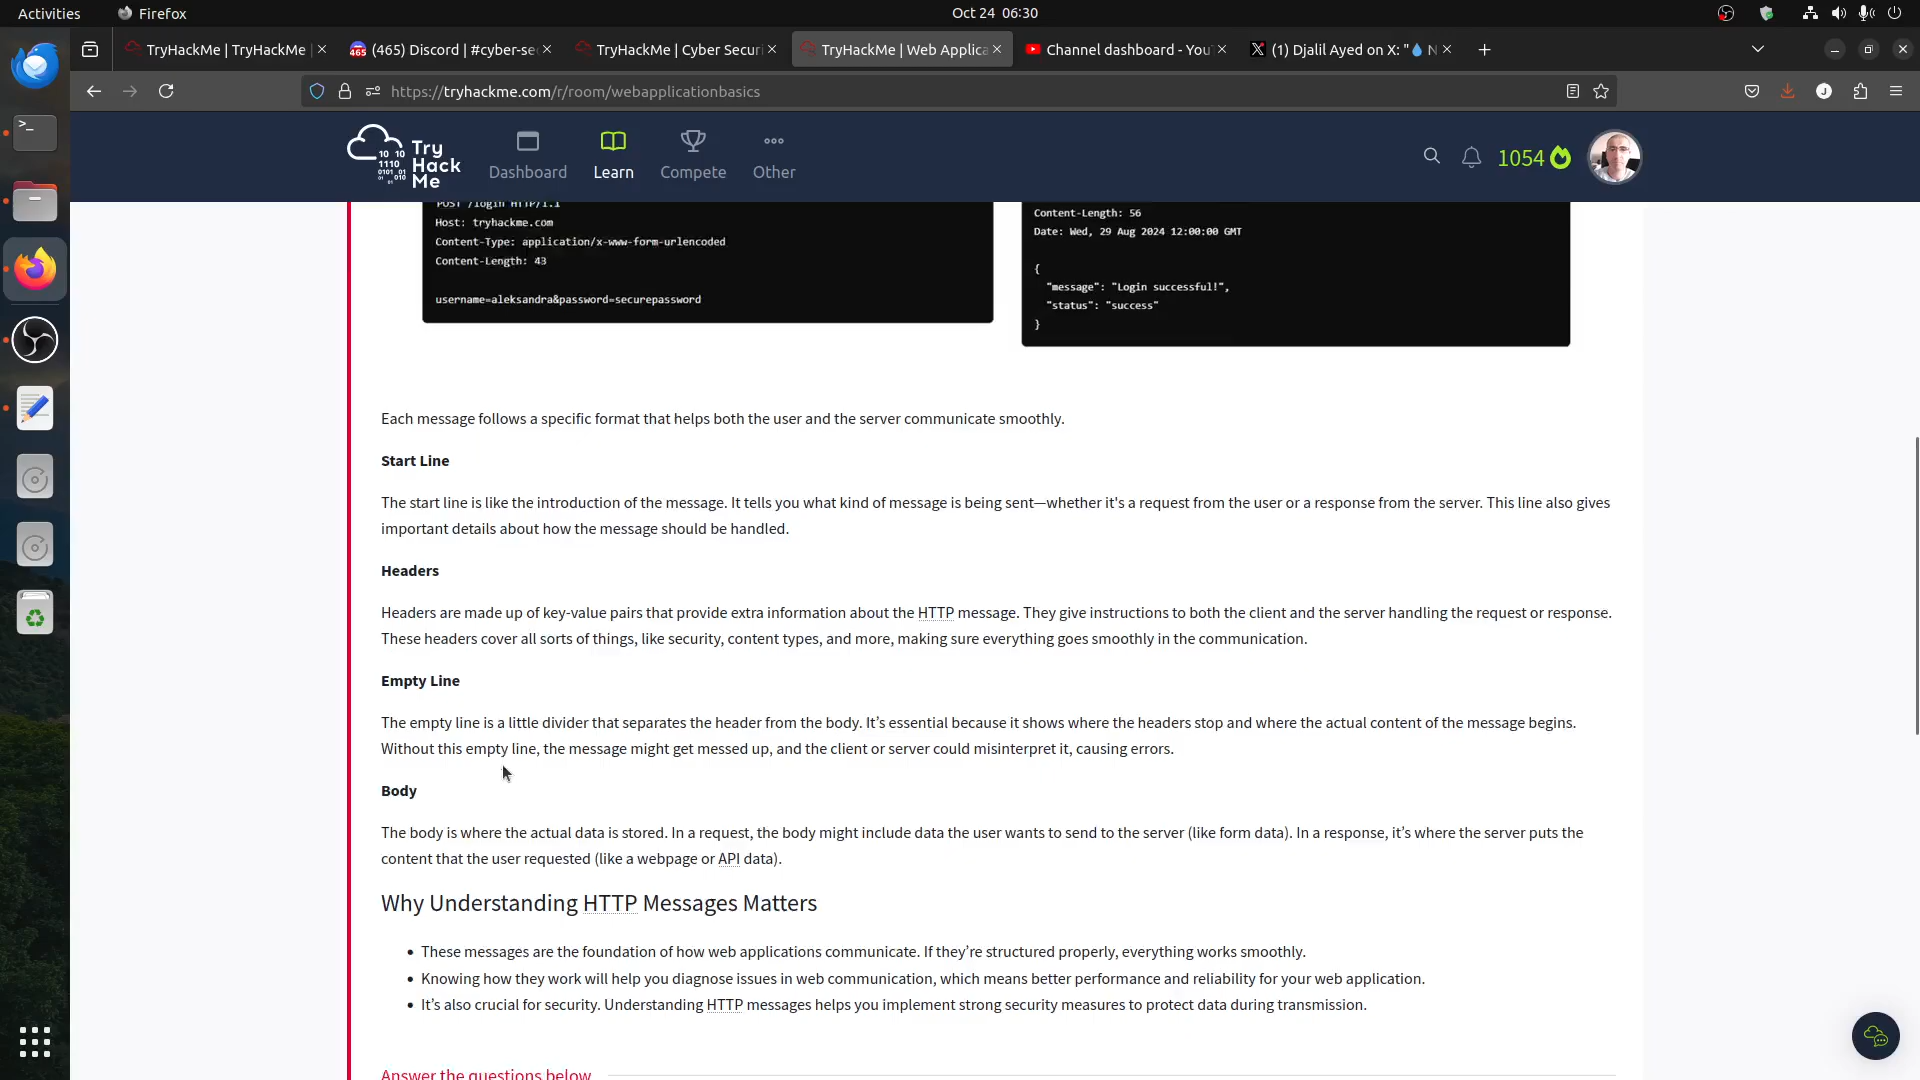 Activities
Firefox
Oct 24 06:30
TryHackMe | TryHackMe
(465) Discord | #cyber-se
TryHackMe | Cyber Securi
TryHackMe | Web Applica
Channel dashboard - You
(1) Djalil Ayed on X: "💧 N
465
https://tryhackme.com/r/room/webapplicationbasics
J
Try
Hack
Me
Dashboard
Learn
Compete
Other
1054
POST /login HTTP/1.1
Host: tryhackme.com
Content-Type: application/x-www-form-urlencoded
Content-Length: 43
username=aleksandra&password=securepassword
Content-Length: 56
Date: Wed, 29 Aug 2024 12:00:00 GMT
{
"message": "Login successful!",
"status": "success"
}
Each message follows a specific format that helps both the user and the server communicate smoothly.
Start Line
The start line is like the introduction of the message. It tells you what kind of message is being sent—whether it's a request from the user or a response from the server. This line also gives
important details about how the message should be handled.
Headers
Headers are made up of key-value pairs that provide extra information about the HTTP message. They give instructions to both the client and the server handling the request or response.
These headers cover all sorts of things, like security, content types, and more, making sure everything goes smoothly in the communication.
Empty Line
The empty line is a little divider that separates the header from the body. It’s essential because it shows where the headers stop and where the actual content of the message begins.
Without this empty line, the message might get messed up, and the client or server could misinterpret it, causing errors.
Body
The body is where the actual data is stored. In a request, the body might include data the user wants to send to the server (like form data). In a response, it’s where the server puts the
content that the user requested (like a webpage or API data).
Why Understanding HTTP Messages Matters
These messages are the foundation of how web applications communicate. If they’re structured properly, everything works smoothly.
Knowing how they work will help you diagnose issues in web communication, which means better performance and reliability for your web application.
It’s also crucial for security. Understanding HTTP messages helps you implement strong security measures to protect data during transmission.
Answer the questions below